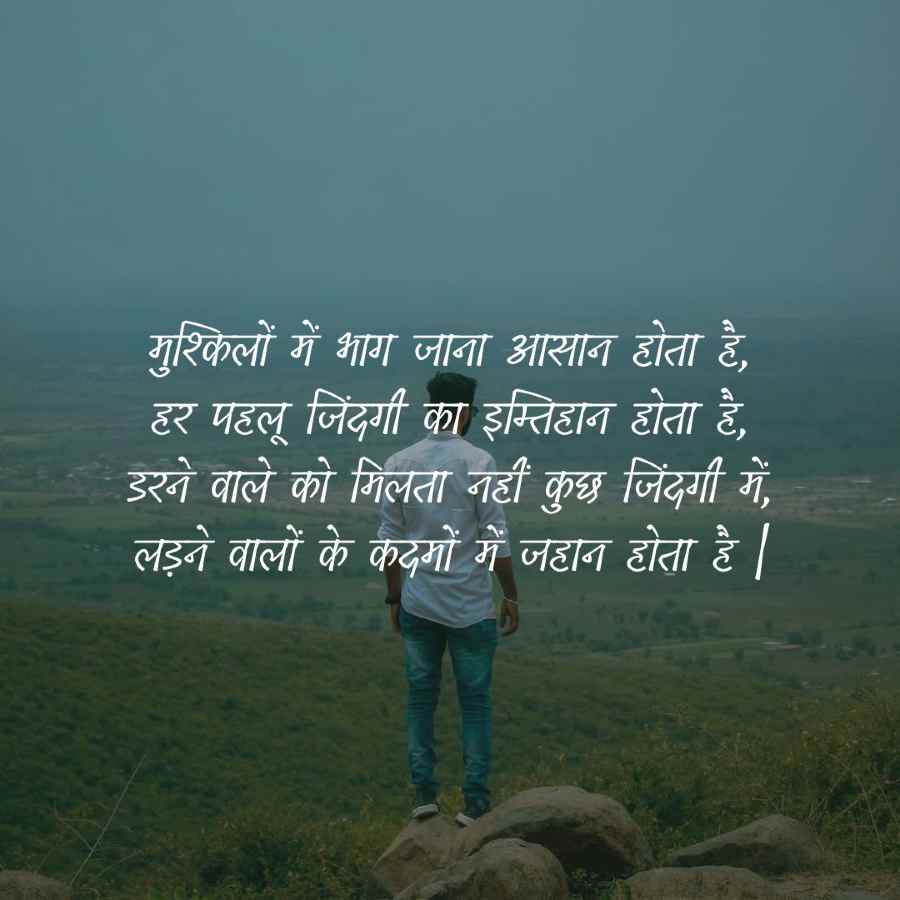 मुश्किलों में भाग जाना आसान होता है,
हर पहलू जिंदगी का इम्तिहान होता है,
डरने वाले को मिलता नहीं कुछ जिंदगी में,
लड़ने वालों के कदमों में जहान होता है |